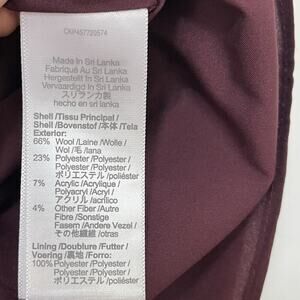 CKP457720574
Made In Sri Lanka
Fabriqué Au Sri Lanka
Hergestellt In Sri Lanka
Vervaardigd In Sri Lanka
スリランカ製
hecho en sri lanka
Shell /Tissu Principal /
Shell /Bovenstof /本体 /Tela
Exterior:
66% Wool /Laine /Wolle /
Wol /毛 /lana
23% Polyester /Polyester /
Polyester /Polyester /
ポリエステル /poliéster
7% Acrylic /Acrylique /
Polyacryl /Acryl /
アクリル /acrílico
4% Other Fiber /Autre
Fibre /Sonstige
Fasern /Andere Vezel /
その他繊維 /otras
Lining /Doublure /Futter /
Voering /裏地 /Forro:
100% Polyester /Polyester /
Polyester /Polyester /
ポリエステル /poliéster